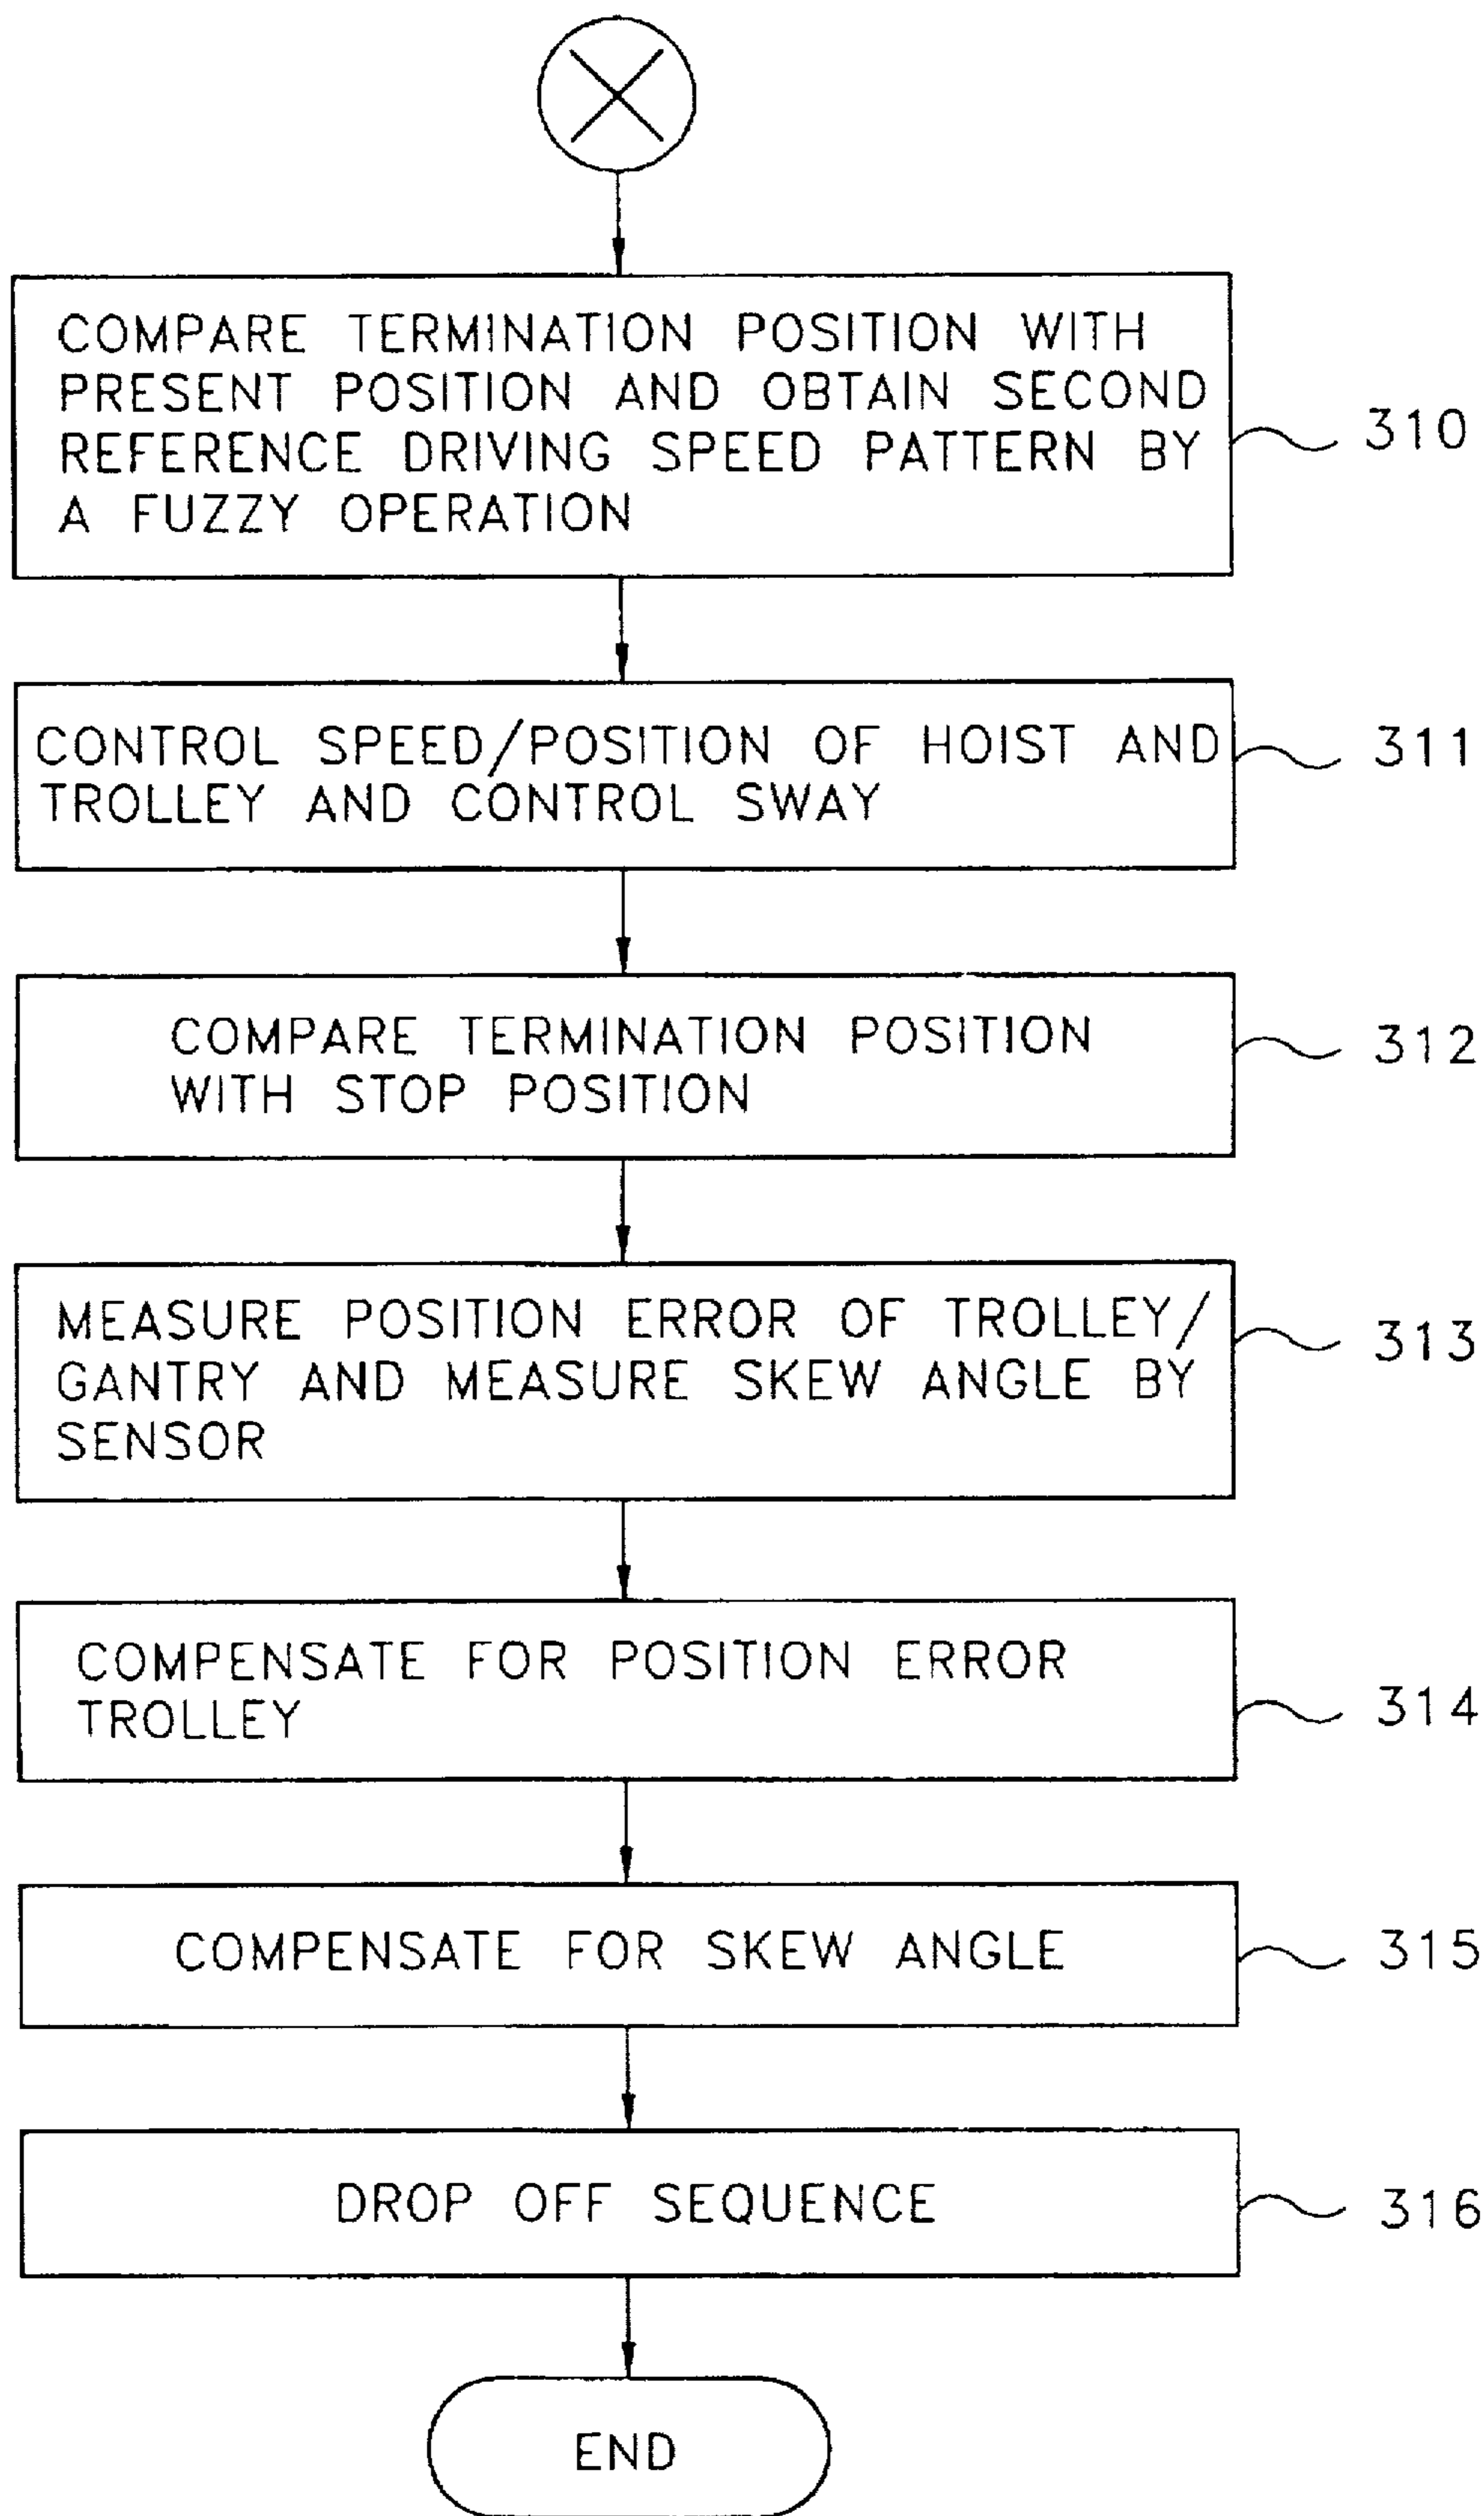 COMPARE TERMINATION POSITION WITH
PRESENT POSITION AND OBTAIN SECOND
REFERENCE DRIVING SPEED PATTERN BY
A FUZZY OPERATION
310
CONTROL SPEED/POSITION OF HOIST AND
TROLLEY AND CONTROL SWAY
311
COMPARE TERMINATION POSITION
WITH STOP POSITION
312
MEASURE POSITION ERROR OF TROLLEY/
GANTRY AND MEASURE SKEW ANGLE BY
SENSOR
313
COMPENSATE FOR POSITION ERROR
TROLLEY
314
COMPENSATE FOR SKEW ANGLE
315
DROP OFF SEQUENCE
316
END